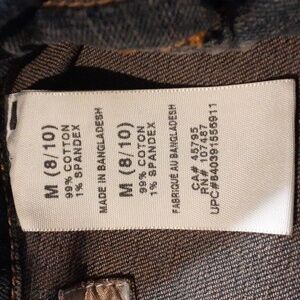 M (8/10)
99% COTTON
1% SPANDEX
MADE IN BANGLADESH
M (8/10)
99% COTON
1% SPANDEX
FABRIQUÉ AU BANGLADESH
CA# 45795
RN# 107487
UPC#840391556911